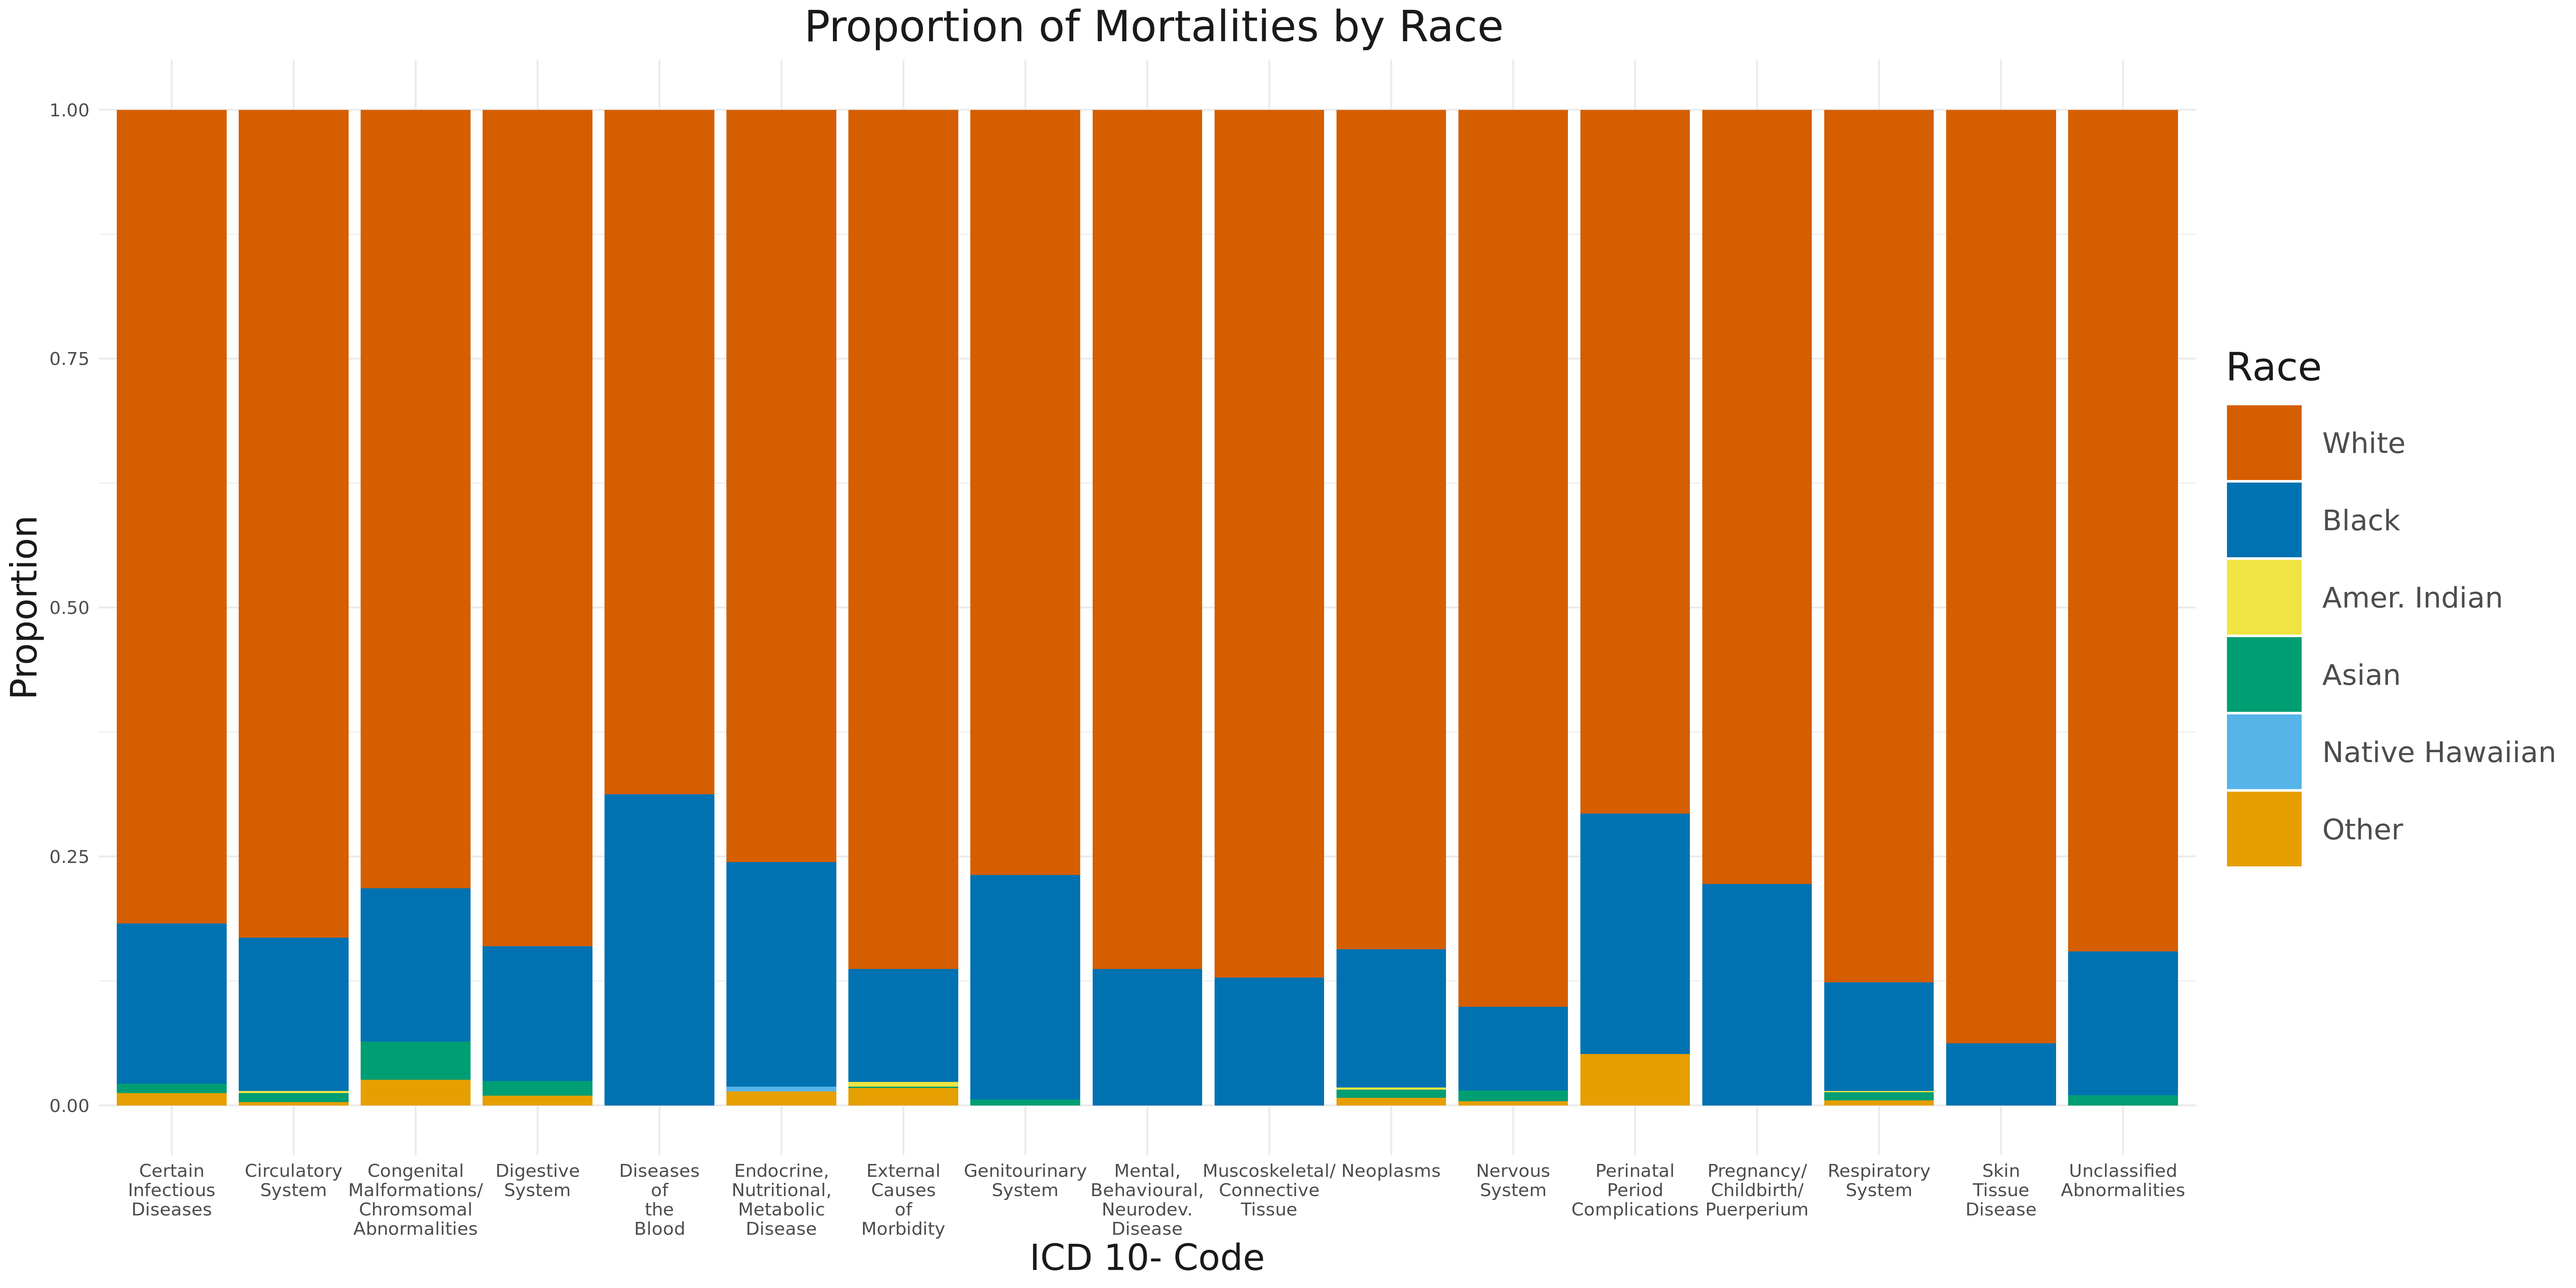 Proportion of Mortalities by Race
Proportion
1.00
0.75
0.50
0.25
0.00
Certain
Infectious
Diseases
Circulatory
System
Congenital
Malformations/
Chromsomal
Abnormalities
Digestive
System
Diseases
of
the
Blood
Endocrine,
Nutritional,
Metabolic
Disease
External
Causes
of
Morbidity
Genitourinary
System
Mental,
Behavioural,
Neurodev.
Disease
Muscoskeletal/
Connective
Tissue
Neoplasms
Nervous
System
Perinatal
Period
Complications
Pregnancy/
Childbirth/
Puerperium
Respiratory
System
Skin
Tissue
Disease
Unclassified
Abnormalities
ICD 10- Code
Race
White
Black
Amer. Indian
Asian
Native Hawaiian
Other